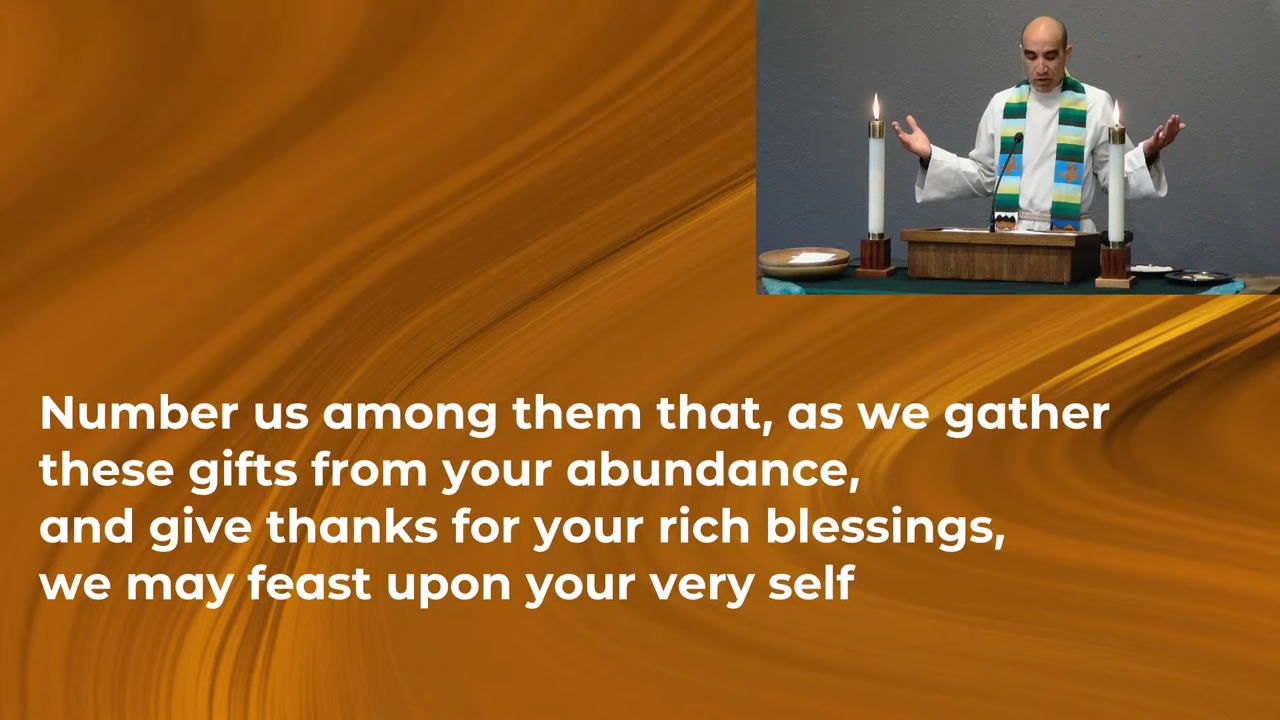 Number us among them that, as we gather
these gifts from your abundance,
and give thanks for your rich blessings,
we may feast upon your very self